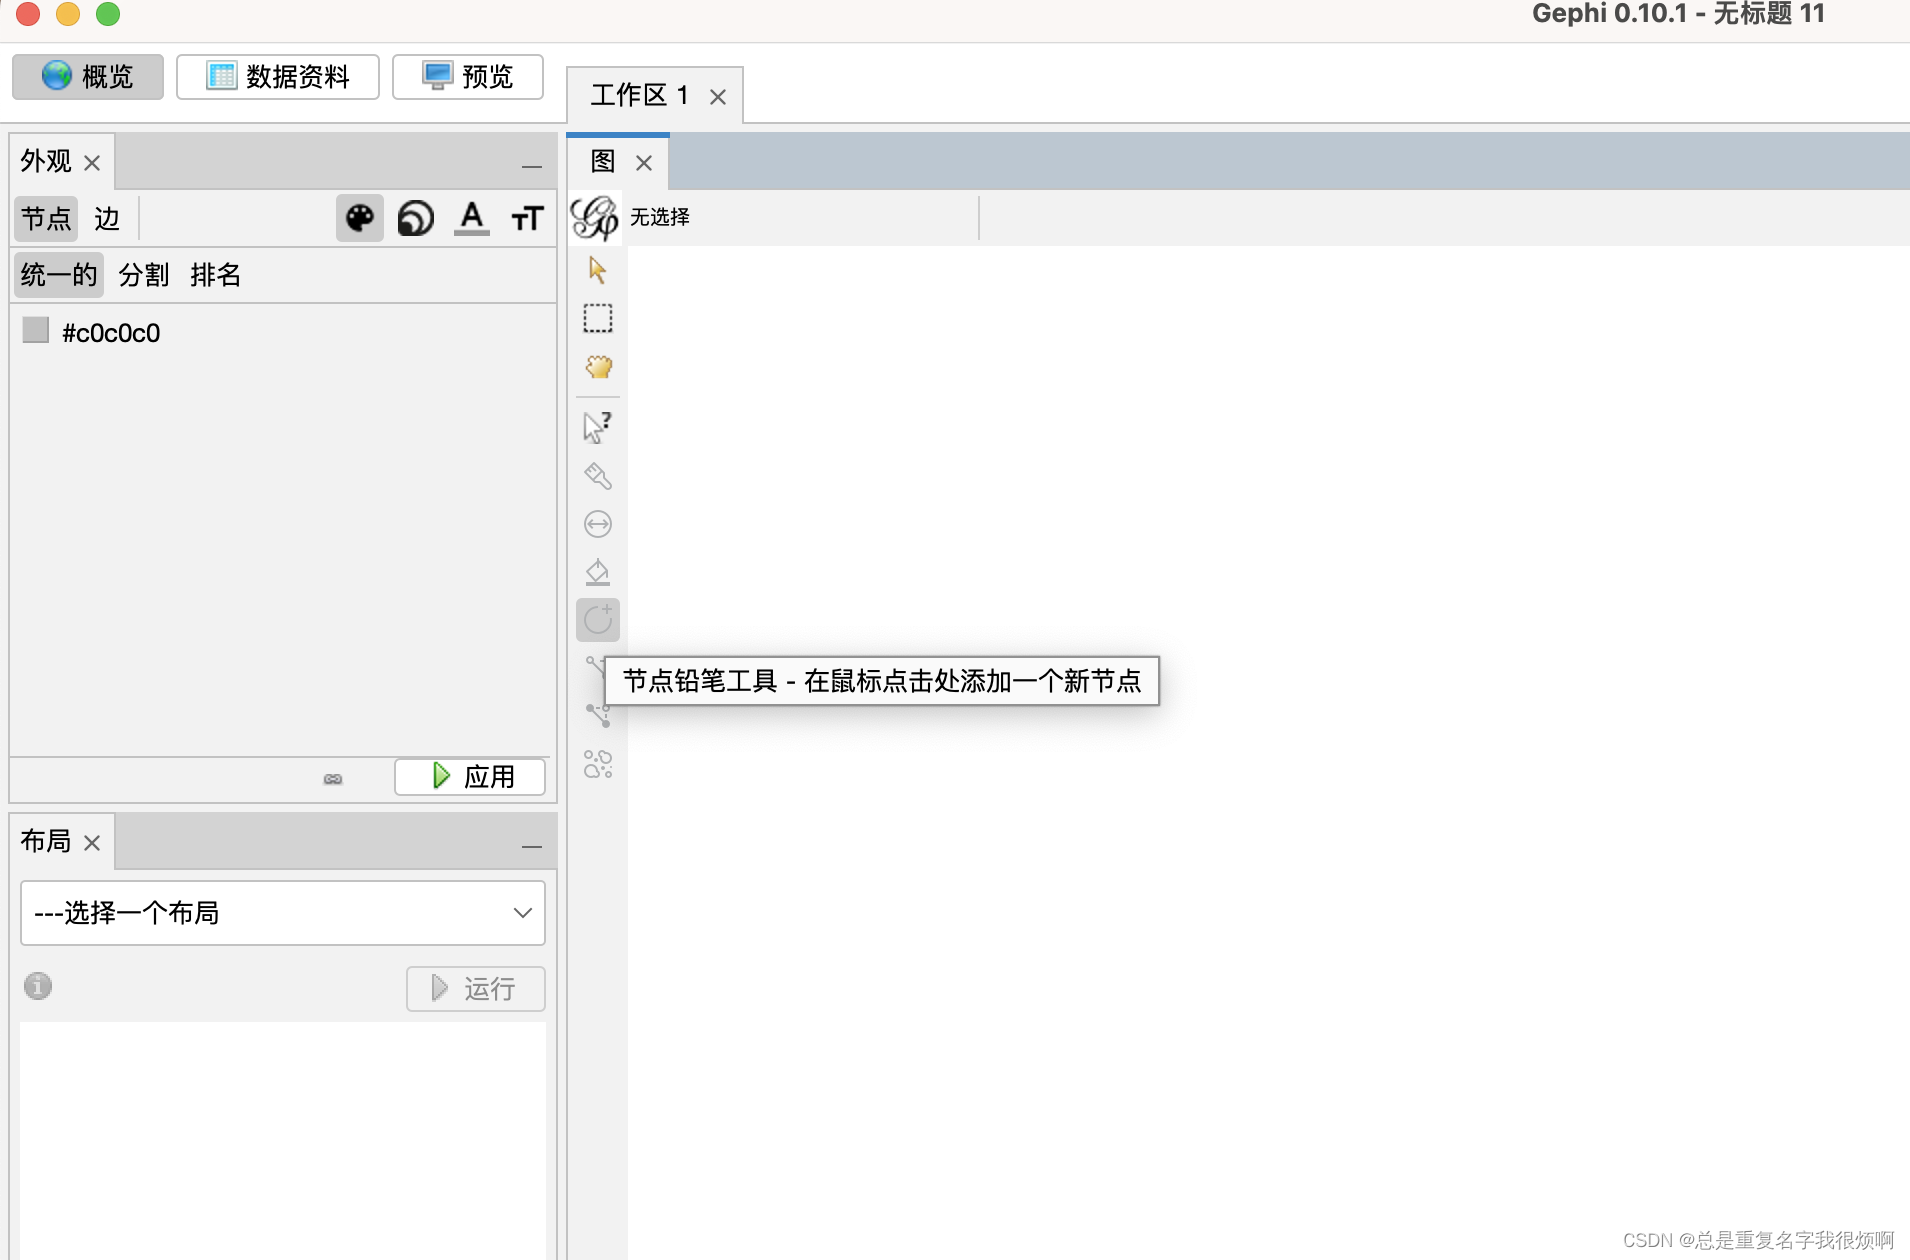 Gephi 0.10.1 - 无标题 11
概览
数据资料
预览
工作区 1
外观
图
节点
边
A
TT
无选择
统一的
分割
排名
#c0c0c0
节点铅笔工具 - 在鼠标点击处添加一个新节点
应用
布局
---选择一个布局
运行
CSDN @总是重复名字我很烦啊